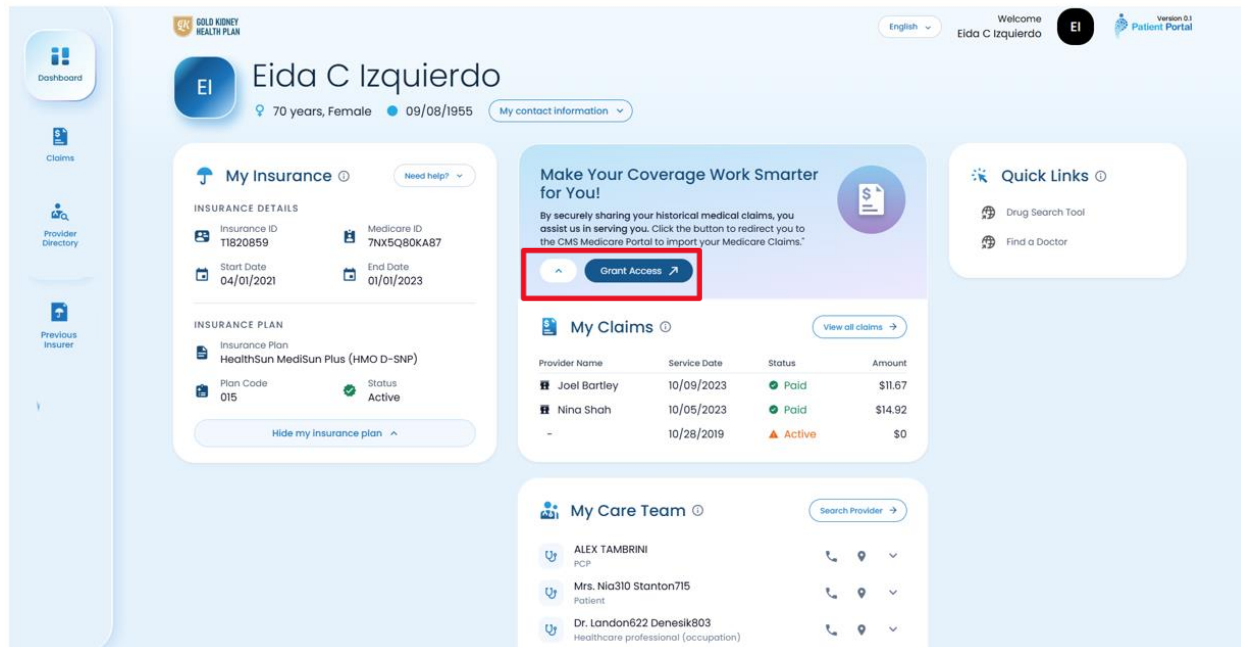 GOLD KIDNEY
HEALTH PLAN
English
Welcome
Eida C Izquierdo
EI
Version 0.1
Patient Portal
Dashboard
Claims
Provider
Directory
Previous
Insurer
EI
Eida C Izquierdo
70 years, Female 09/08/1955 My contact information
My Insurance Need help?
INSURANCE DETAILS
Insurance ID Medicare ID
T1820859 7NX5Q80KA87
Start Date End Date
04/01/2021 01/01/2023
INSURANCE PLAN
Insurance Plan
HealthSun MediSun Plus (HMO D-SNP)
Plan Code Status
015 Active
Hide my insurance plan
Make Your Coverage Work Smarter
for You!
By securely sharing your historical medical claims, you
assist us in serving you. Click the button to redirect you to
the CMS Medicare Portal to import your Medicare Claims."
Grant Access
My Claims View all claims
Provider Name Service Date Status Amount
Joel Bartley 10/09/2023 Paid $11.67
Nina Shah 10/05/2023 Paid $14.92
- 10/28/2019 Active $0
My Care Team Search Provider
ALEX TAMBRINI
PCP
Mrs. Nia310 Stanton715
Patient
Dr. Landon622 Denesik803
Healthcare professional (occupation)
Quick Links
Drug Search Tool
Find a Doctor